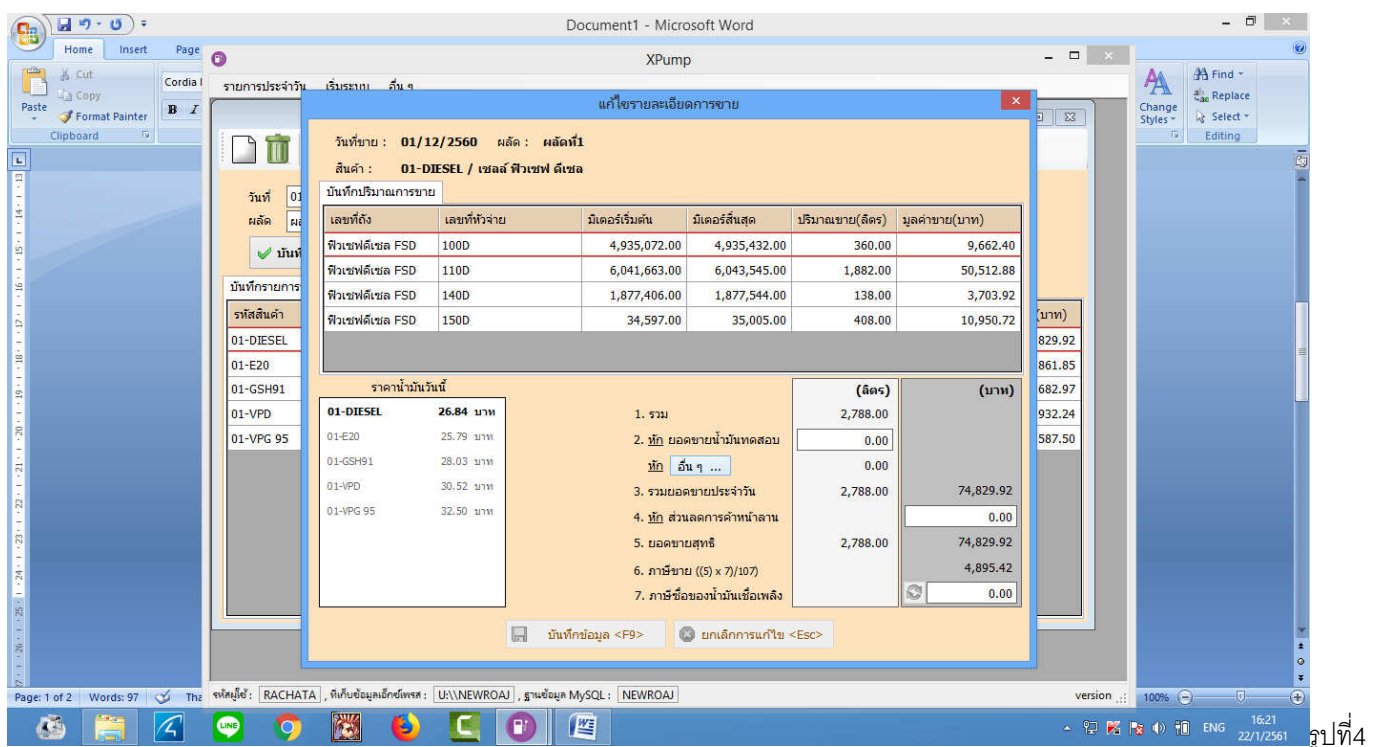 Document1 - Microsoft Word
Home Insert Page
Cut
Copy
Paste
Format Painter
Clipboard
Cordia
B I
Find
Replace
Select
Change Styles
Editing
XPump
รายการประจำวัน เริ่มระบบ อื่น ๆ
แก้ไขรายละเอียดการขาย
วันที่ขาย : 01/12/2560 ผลัด : ผลัดที่1
สินค้า : 01-DIESEL / เชลล์ ฟิวเซฟ ดีเซล
วันที่ 01
ผลัด
บันทึกปริมาณการขาย
เลขที่ถัง เลขที่หัวจ่าย มิเตอร์เริ่มต้น มิเตอร์สิ้นสุด ปริมาณขาย(ลิตร) มูลค่าขาย(บาท)
ฟิวเซฟดีเซล FSD 100D 4,935,072.00 4,935,432.00 360.00 9,662.40
ฟิวเซฟดีเซล FSD 110D 6,041,663.00 6,043,545.00 1,882.00 50,512.88
ฟิวเซฟดีเซล FSD 140D 1,877,406.00 1,877,544.00 138.00 3,703.92
ฟิวเซฟดีเซล FSD 150D 34,597.00 35,005.00 408.00 10,950.72
บันทึกรายการ
รหัสสินค้า (บาท)
01-DIESEL 829.92
01-E20 861.85
01-GSH91 682.97
01-VPD 932.24
01-VPG 95 587.50
ราคาน้ำมันวันนี้
01-DIESEL 26.84 บาท
01-E20 25.79 บาท
01-GSH91 28.03 บาท
01-VPD 30.52 บาท
01-VPG 95 32.50 บาท
(ลิตร) (บาท)
1. รวม 2,788.00
2. หัก ยอดขายน้ำมันทดสอบ 0.00
หัก อื่น ๆ ... 0.00
3. รวมยอดขายประจำวัน 2,788.00 74,829.92
4. หัก ส่วนลดการค้าหน้าลาน 0.00
5. ยอดขายสุทธิ 2,788.00 74,829.92
6. ภาษีขาย ((5) x 7)/107) 4,895.42
7. ภาษีซื้อของน้ำมันเชื่อเพลิง 0.00
บันทึกข้อมูล <F9> ยกเลิกการแก้ไข <Esc>
รหัสผู้ใช้ : RACHATA , ที่เก็บข้อมูลเอ็กซ์เพรส : U:\\NEWROAJ , ฐานข้อมูล MySQL : NEWROAJ version
Page: 1 of 2 Words: 97 100%
LINE ENG 16:21
22/1/2561
รูปที่4